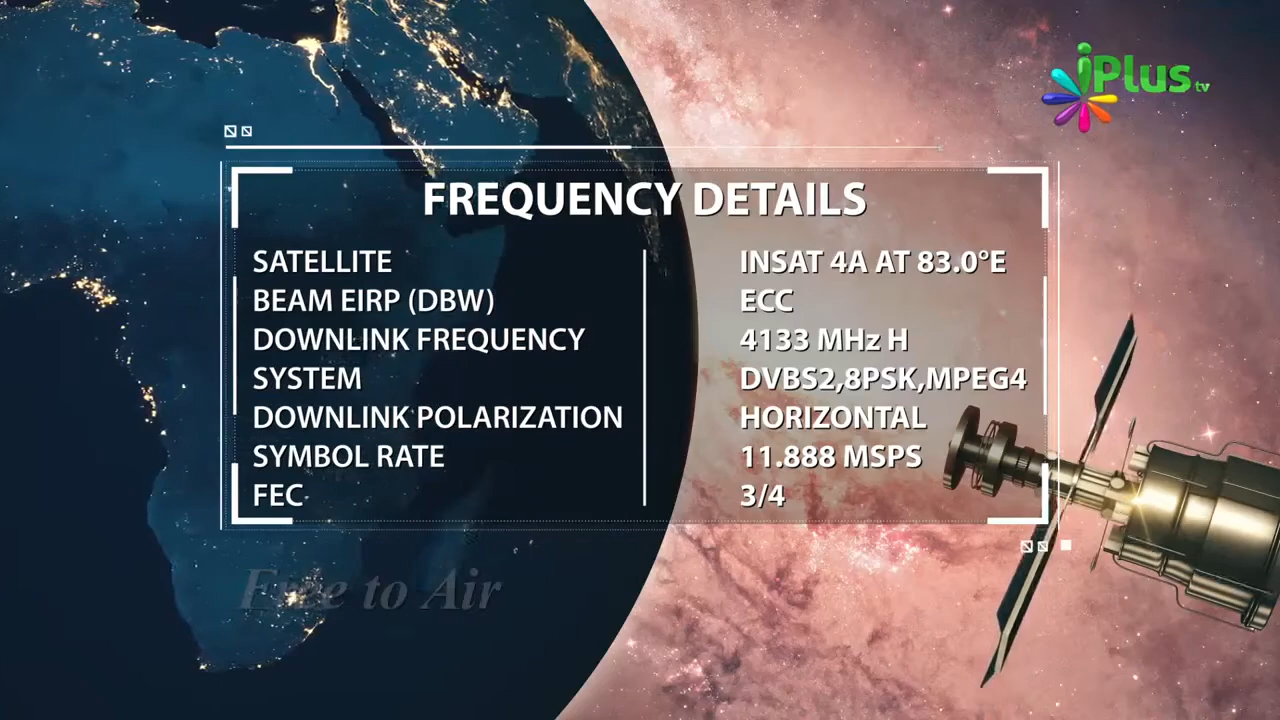 iPlus tv
FREQUENCY DETAILS
SATELLITE INSAT 4A AT 83.0°E
BEAM EIRP (DBW) ECC
DOWNLINK FREQUENCY 4133 MHz H
SYSTEM DVBS2,8PSK,MPEG4
DOWNLINK POLARIZATION HORIZONTAL
SYMBOL RATE 11.888 MSPS
FEC 3/4
Free to Air